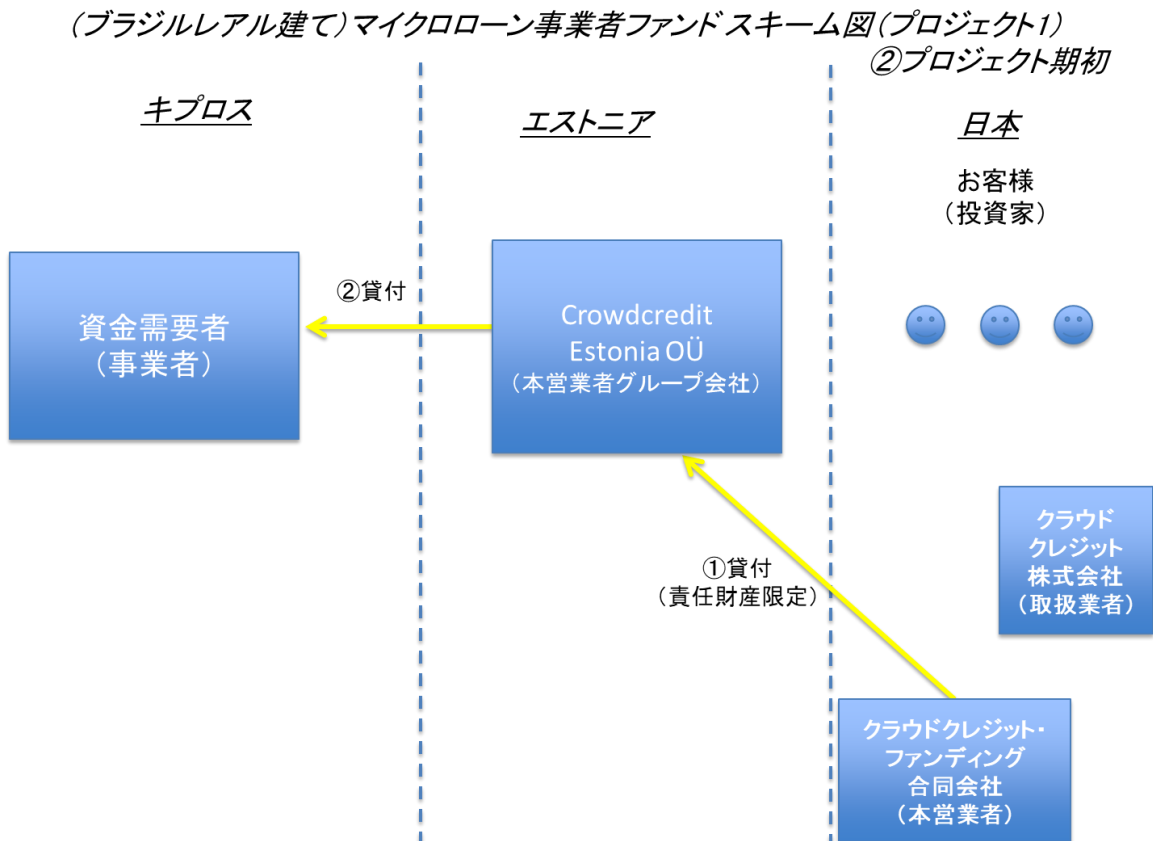 (ブラジルレアル建て)マイクロローン事業者ファンド スキーム図(プロジェクト1)
②プロジェクト期初
キプロス
エストニア
日本
お客様
（投資家）
資金需要者
（事業者）
②貸付
Crowdcredit
Estonia OÜ
（本営業者グループ会社）
①貸付
（責任財産限定）
クラウド
クレジット
株式会社
（取扱業者）
クラウドクレジット・
ファンディング
合同会社
（本営業者）